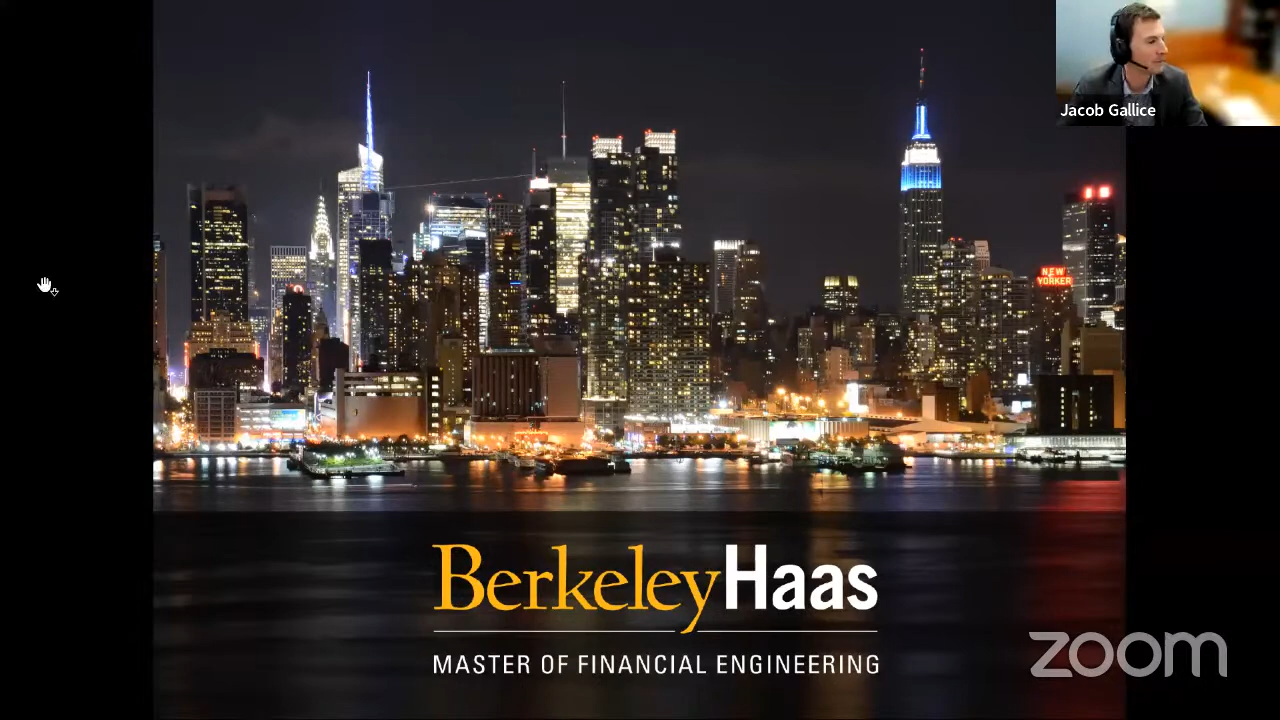 Jacob Gallice
NEW
YORKER
BerkeleyHaas
MASTER OF FINANCIAL ENGINEERING
zoom